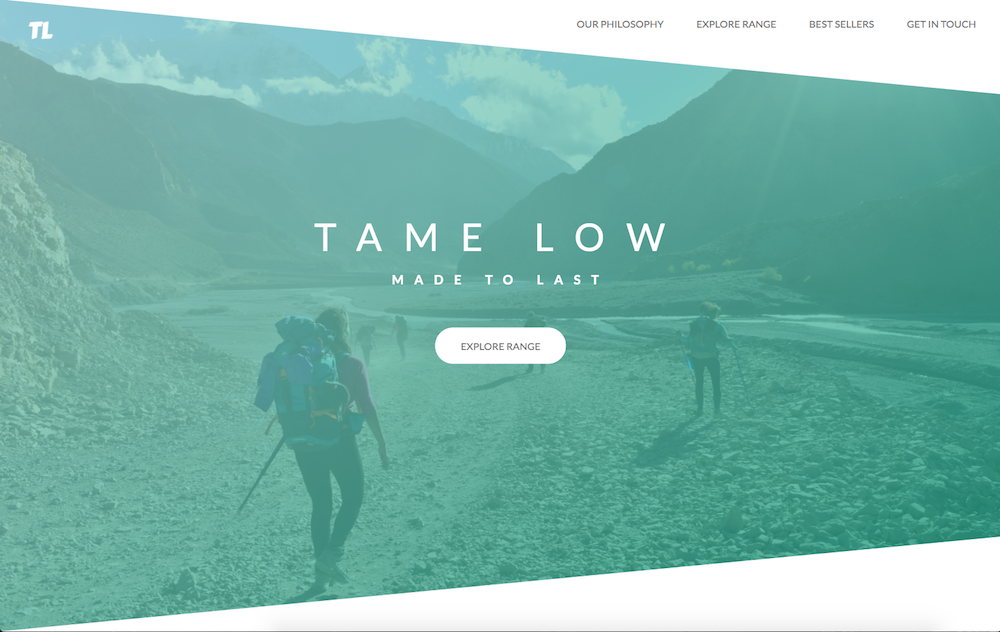 TL
OUR PHILOSOPHY EXPLORE RANGE BEST SELLERS GET IN TOUCH
TAME LOW
MADE TO LAST
EXPLORE RANGE